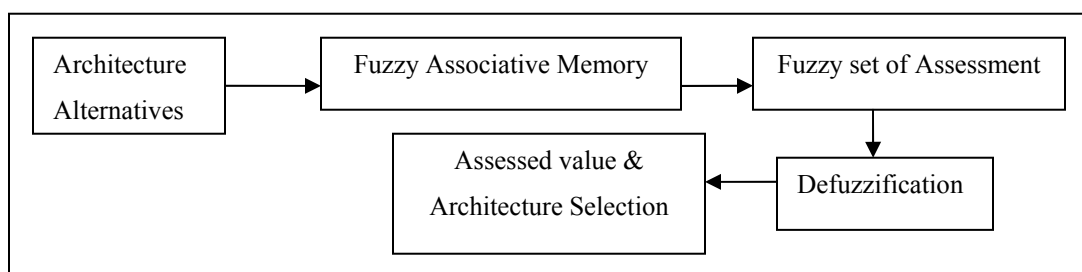 Architecture
Alternatives
Fuzzy Associative Memory
Fuzzy set of Assessment
Defuzzification
Assessed value &
Architecture Selection